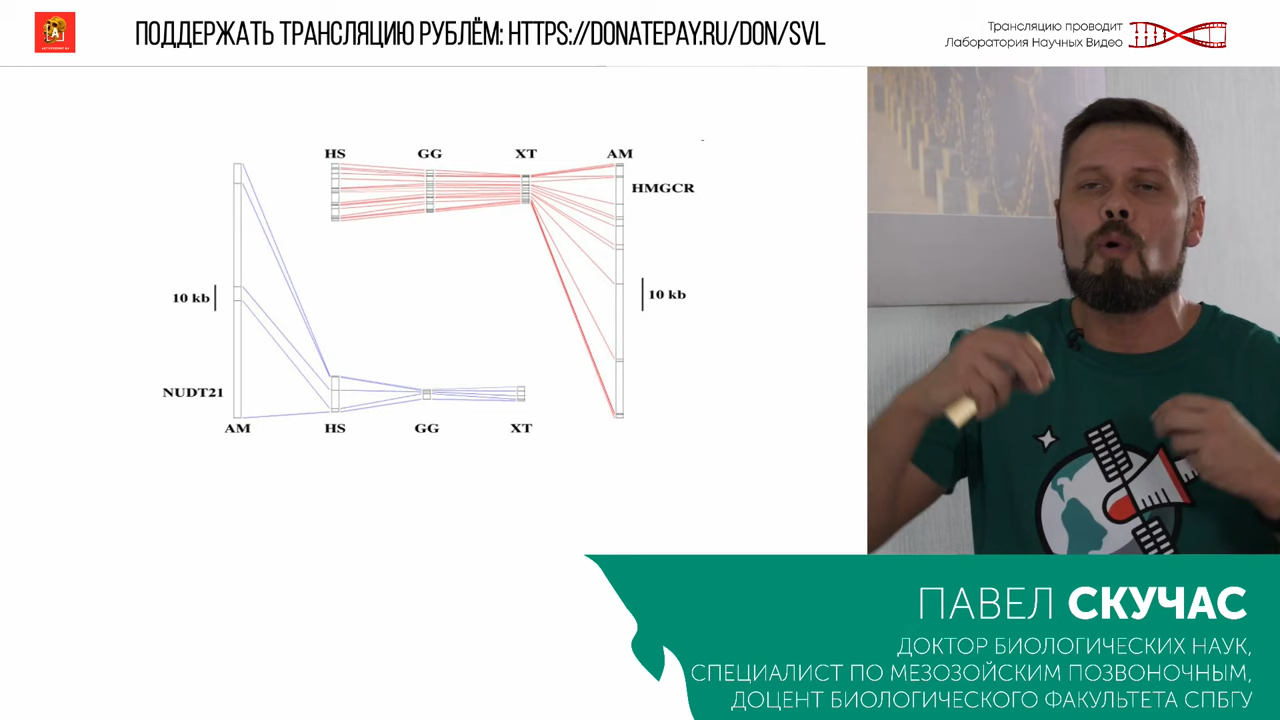 ПОДДЕРЖАТЬ ТРАНСЛЯЦИЮ РУБЛЁМ: HTTPS://DONATEPAY.RU/DON/SVL
Трансляцию проводит
Лаборатория Научных Видео
HS GG XT AM
HMGCR
10 kb
10 kb
NUDT21
AM HS GG XT
ПАВЕЛ СКУЧАС
ДОКТОР БИОЛОГИЧЕСКИХ НАУК,
СПЕЦИАЛИСТ ПО МЕЗОЗОЙСКИМ ПОЗВОНОЧНЫМ,
ДОЦЕНТ БИОЛОГИЧЕСКОГО ФАКУЛЬТЕТА СПБГУ